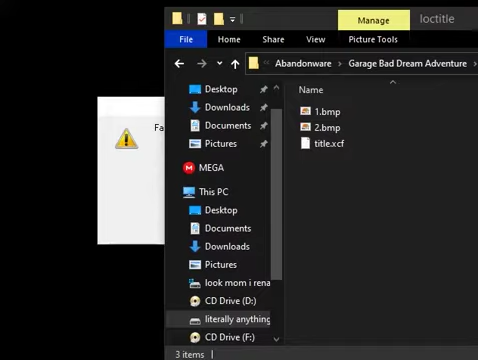 Manage
loctitle
File
Home
Share
View
Picture Tools
Abandonware
Garage Bad Dream Adventure
Desktop
Downloads
Documents
Pictures
MEGA
This PC
Desktop
Documents
Downloads
Pictures
look mom i rena
CD Drive (D:)
literally anything
CD Drive (F:)
Name
1.bmp
2.bmp
title.xcf
Fa
3 items